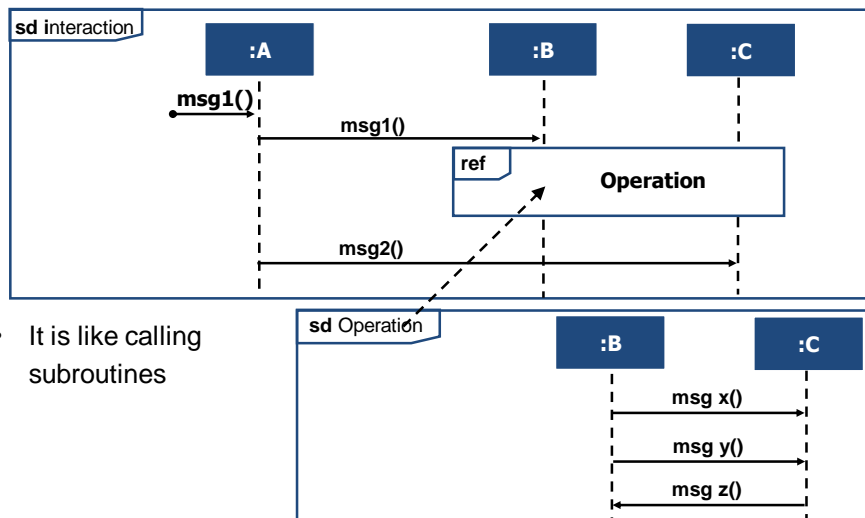 sd interaction
:A
:B
:C
msg1()
msg1()
ref
Operation
msg2()
• It is like calling
subroutines
sd Operation
:B
:C
msg x()
msg y()
msg z()